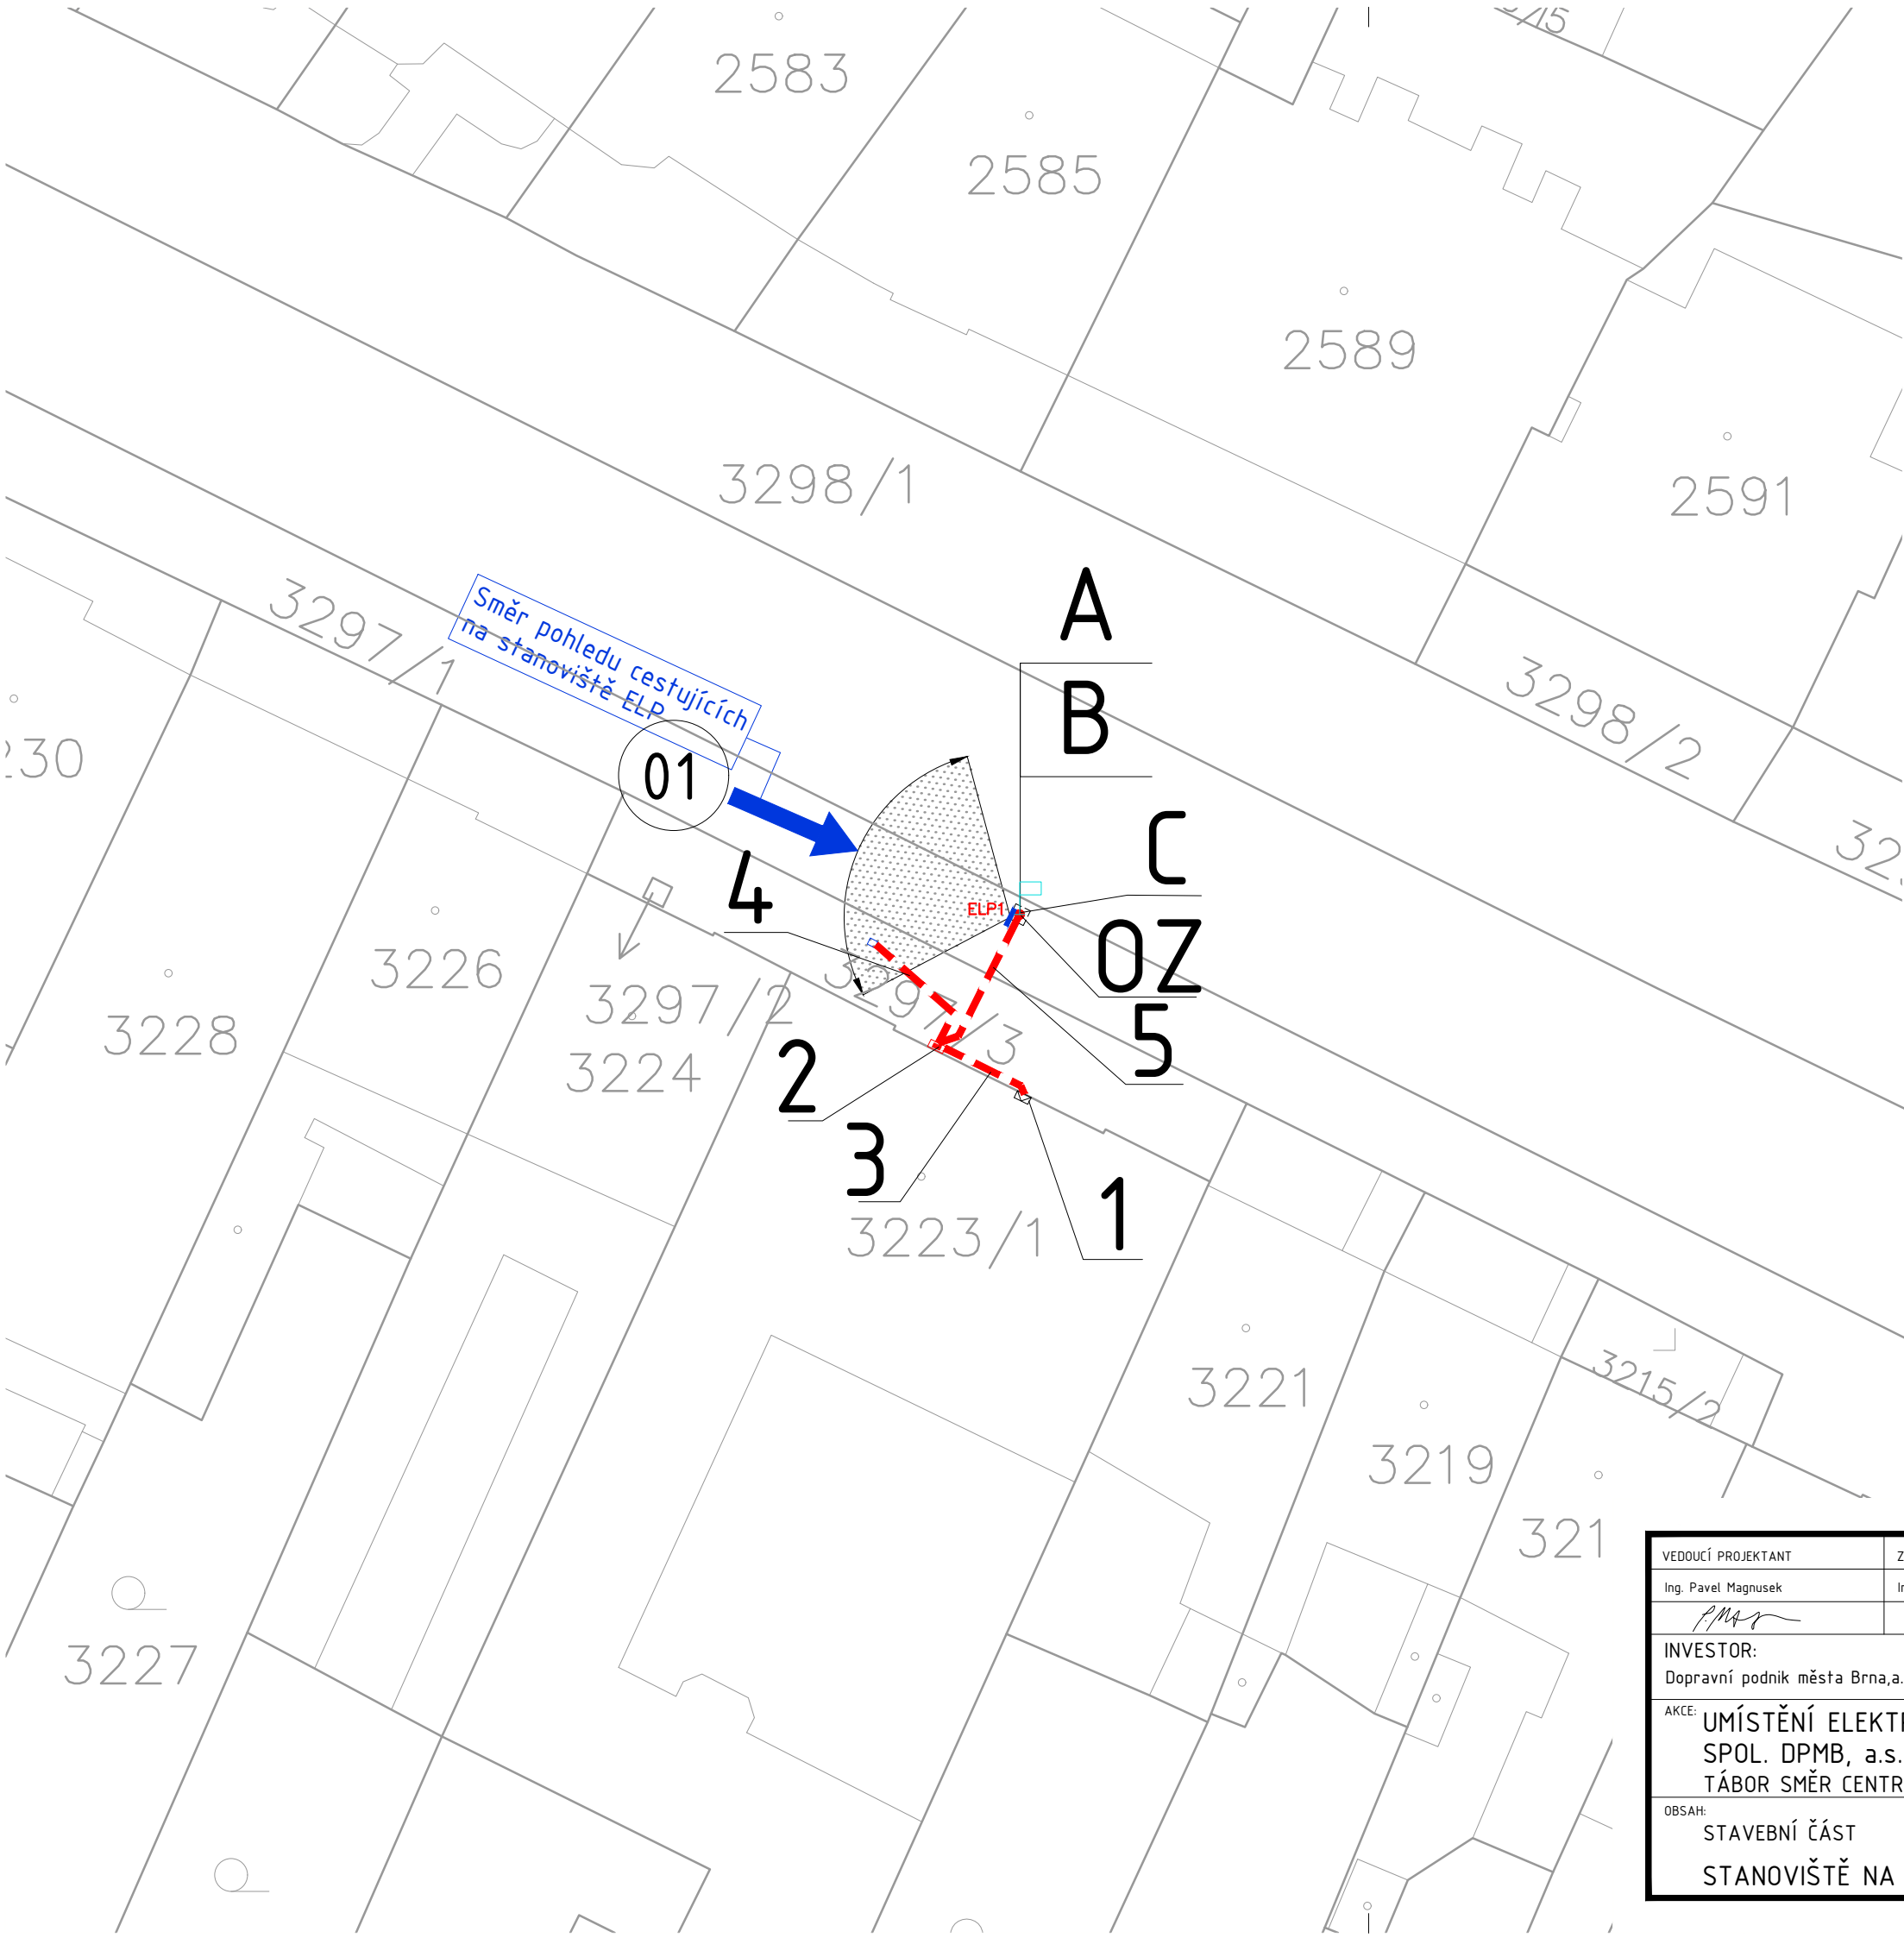 2583
2585
2589
2591
3298/1
3297/1
Směr pohledu cestujících
na stanoviště ELP
01
A
B
C
OZ
3298/2
4
ELP1
3226
3228
3297/2
3224
3297/3
5
2
3
1
3223/1
3221
3215/2
3219
321
3227
VEDOUCÍ PROJEKTANT
Ing. Pavel Magnusek
INVESTOR:
Dopravní podnik města Brna,a.
AKCE: UMÍSTĚNÍ
SPOL. DPMB, a.s.
TÁBOR SMĚR
OBSAH:
STAVEBNÍ ČÁST
STANOVIŠTĚ NA